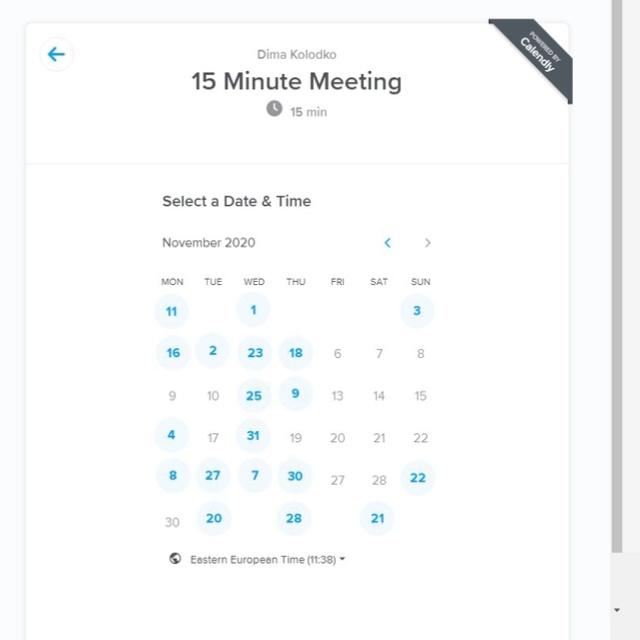 Dima Kolodko
POWERED BY
Calendly
15 Minute Meeting
15 min
Select a Date & Time
November 2020
MON TUE WED THU FRI SAT SUN
11 1 3
16 2 23 18 6 7 8
9 10 25 9 13 14 15
4 17 31 19 20 21 22
8 27 7 30 27 28 22
30 20 28 21
Eastern European Time (11:38)